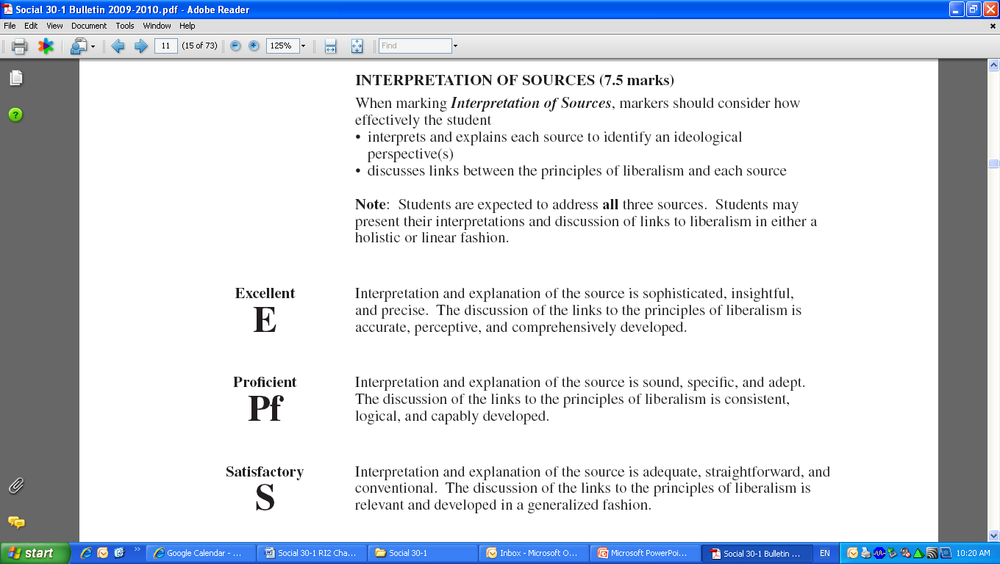 Social 30-1 Bulletin 2009-2010.pdf - Adobe Reader
File Edit View Document Tools Window Help
11 (15 of 73) 125% Find
INTERPRETATION OF SOURCES (7.5 marks)
When marking Interpretation of Sources, markers should consider how
effectively the student
• interprets and explains each source to identify an ideological
perspective(s)
• discusses links between the principles of liberalism and each source
Note: Students are expected to address all three sources. Students may
present their interpretations and discussion of links to liberalism in either a
holistic or linear fashion.
Excellent
E
Interpretation and explanation of the source is sophisticated, insightful,
and precise. The discussion of the links to the principles of liberalism is
accurate, perceptive, and comprehensively developed.
Proficient
Pf
Interpretation and explanation of the source is sound, specific, and adept.
The discussion of the links to the principles of liberalism is consistent,
logical, and capably developed.
Satisfactory
S
Interpretation and explanation of the source is adequate, straightforward, and
conventional. The discussion of the links to the principles of liberalism is
relevant and developed in a generalized fashion.
start Google Calendar - ... Social 30-1 RI2 Cha... Social 30-1 Inbox - Microsoft O... Microsoft PowerPoi... Social 30-1 Bulletin ... EN 10:20 AM